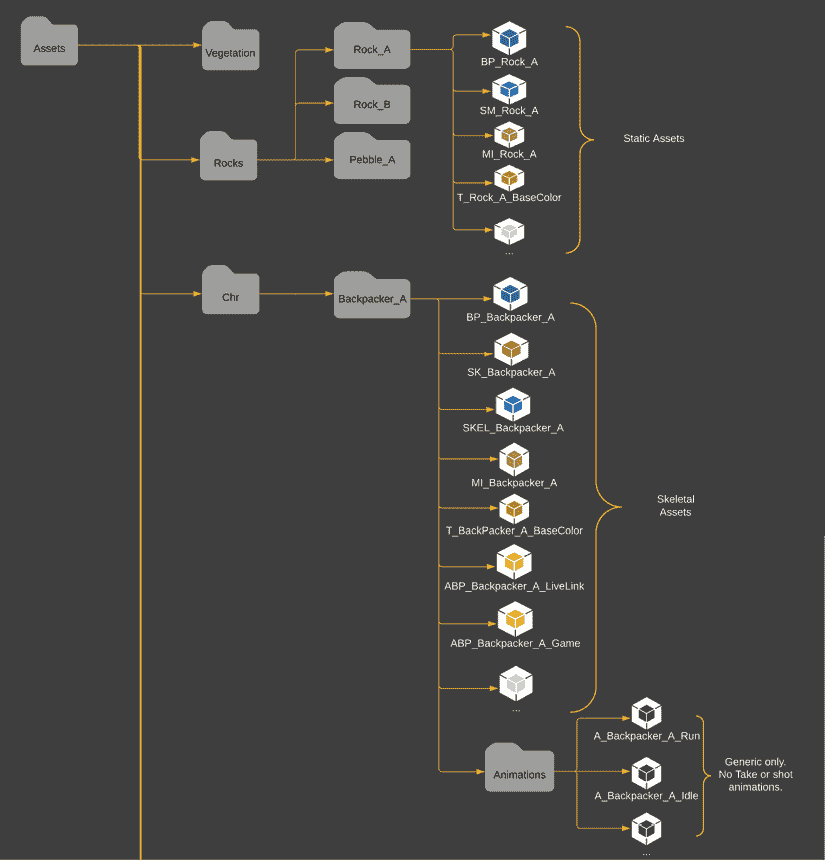 Assets
Vegetation
Rocks
Rock_A
Rock_B
Pebble_A
BP_Rock_A
SM_Rock_A
MI_Rock_A
T_Rock_A_BaseColor
...
Static Assets
Chr
Backpacker_A
BP_Backpacker_A
SK_Backpacker_A
SKEL_Backpacker_A
MI_Backpacker_A
T_BackPacker_A_BaseColor
ABP_Backpacker_A_LiveLink
ABP_Backpacker_A_Game
...
Skeletal
Assets
Animations
A_Backpacker_A_Run
A_Backpacker_A_Idle
...
Generic only.
No Take or shot
animations.